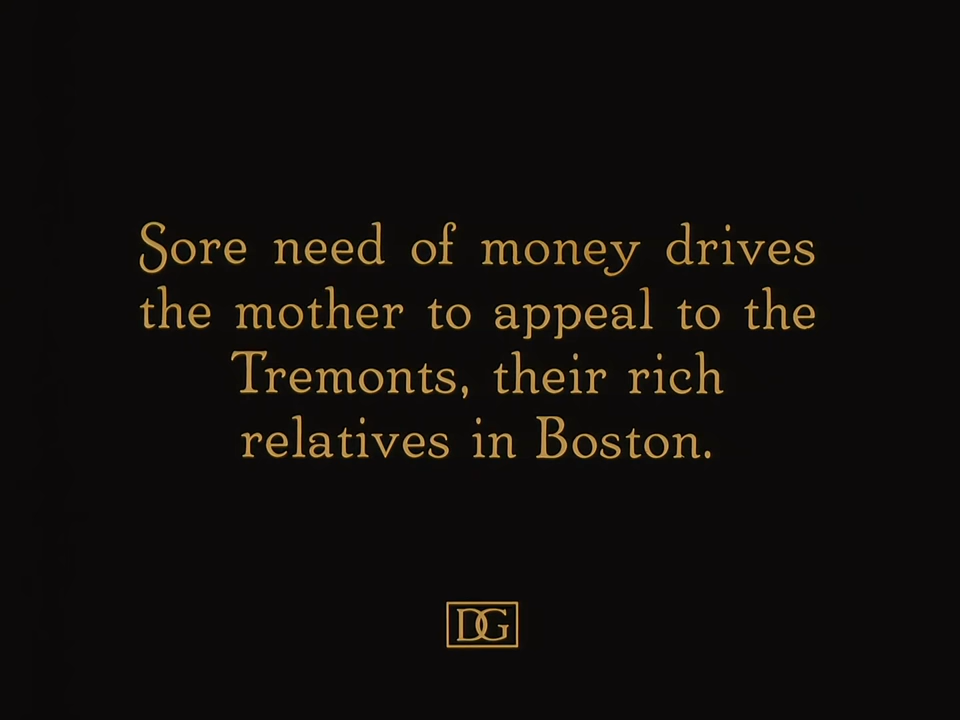 Sore need of money drives
the mother to appeal to the
Tremonts, their rich
relatives in Boston.
DG